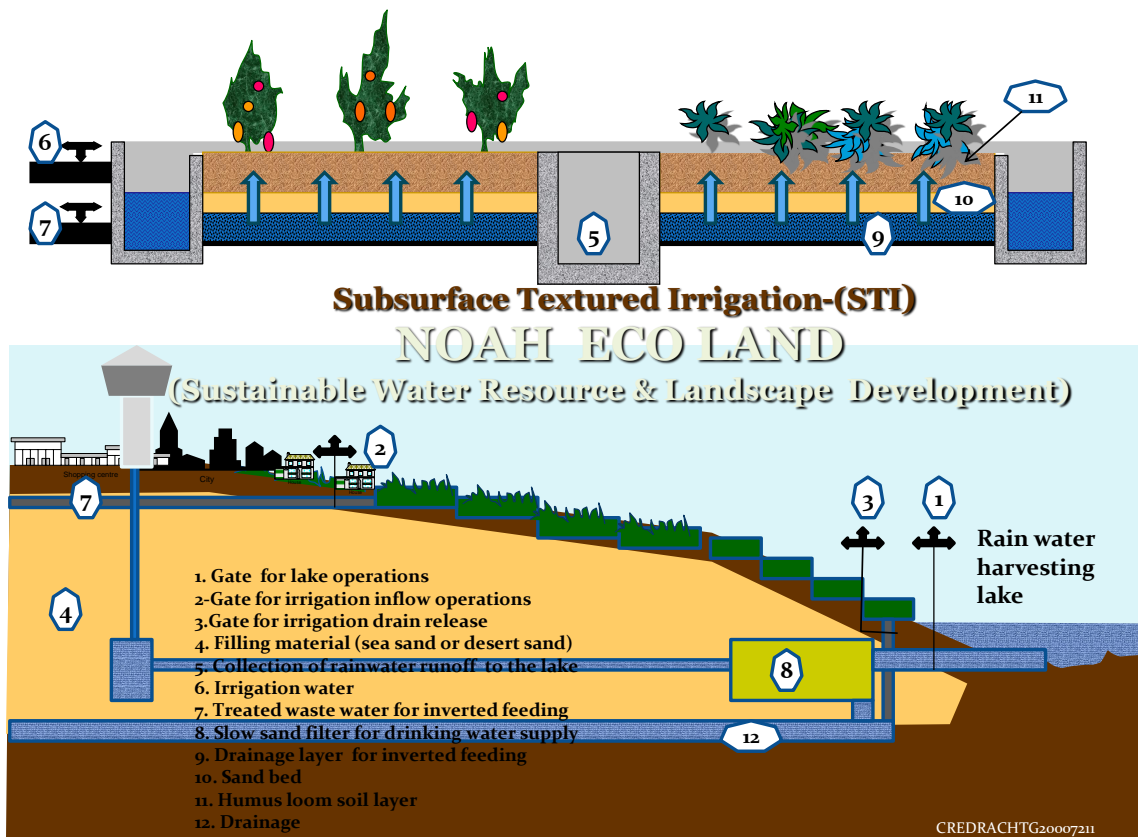 11
6
10
7
5
9
Subsurface Textured Irrigation-(STI)
NOAH ECO LAND
(Sustainable Water Resource & Landscape Development)
2
Shopping centre
City
House
House
7
3
1
Rain water
harvesting
lake
1. Gate for lake operations
2-Gate for irrigation inflow operations
3.Gate for irrigation drain release
4. Filling material (sea sand or desert sand)
5. Collection of rainwater runoff to the lake
6. Irrigation water
7. Treated waste water for inverted feeding
8. Slow sand filter for drinking water supply
9. Drainage layer for inverted feeding
10. Sand bed
11. Humus loom soil layer
12. Drainage
4
8
12
CREDRACHTG20007211